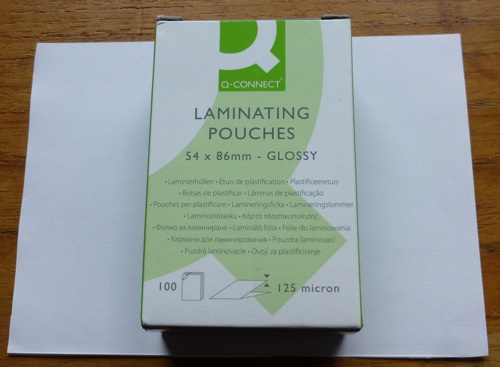 Q-CONNECT®
LAMINATING
POUCHES
54 x 86mm - GLOSSY
• Laminierhüllen • Etuis de plastification • Plastificeeretuis
• Bolsas de plastificar • Lâminas de plastificação
• Pouches per plastificare • Lamineringsficka • Lamineringslommer
• Laminointitasku • Κάρτα πλαστικοποίησης
• Фолио за ламиниране • Lamináló fólia • Folie do laminowania
• Карманы для ламинирования • Pouzdra laminovací
• Puzdrá laminovacie • Ovoji za plastificiranje
100 125 micron